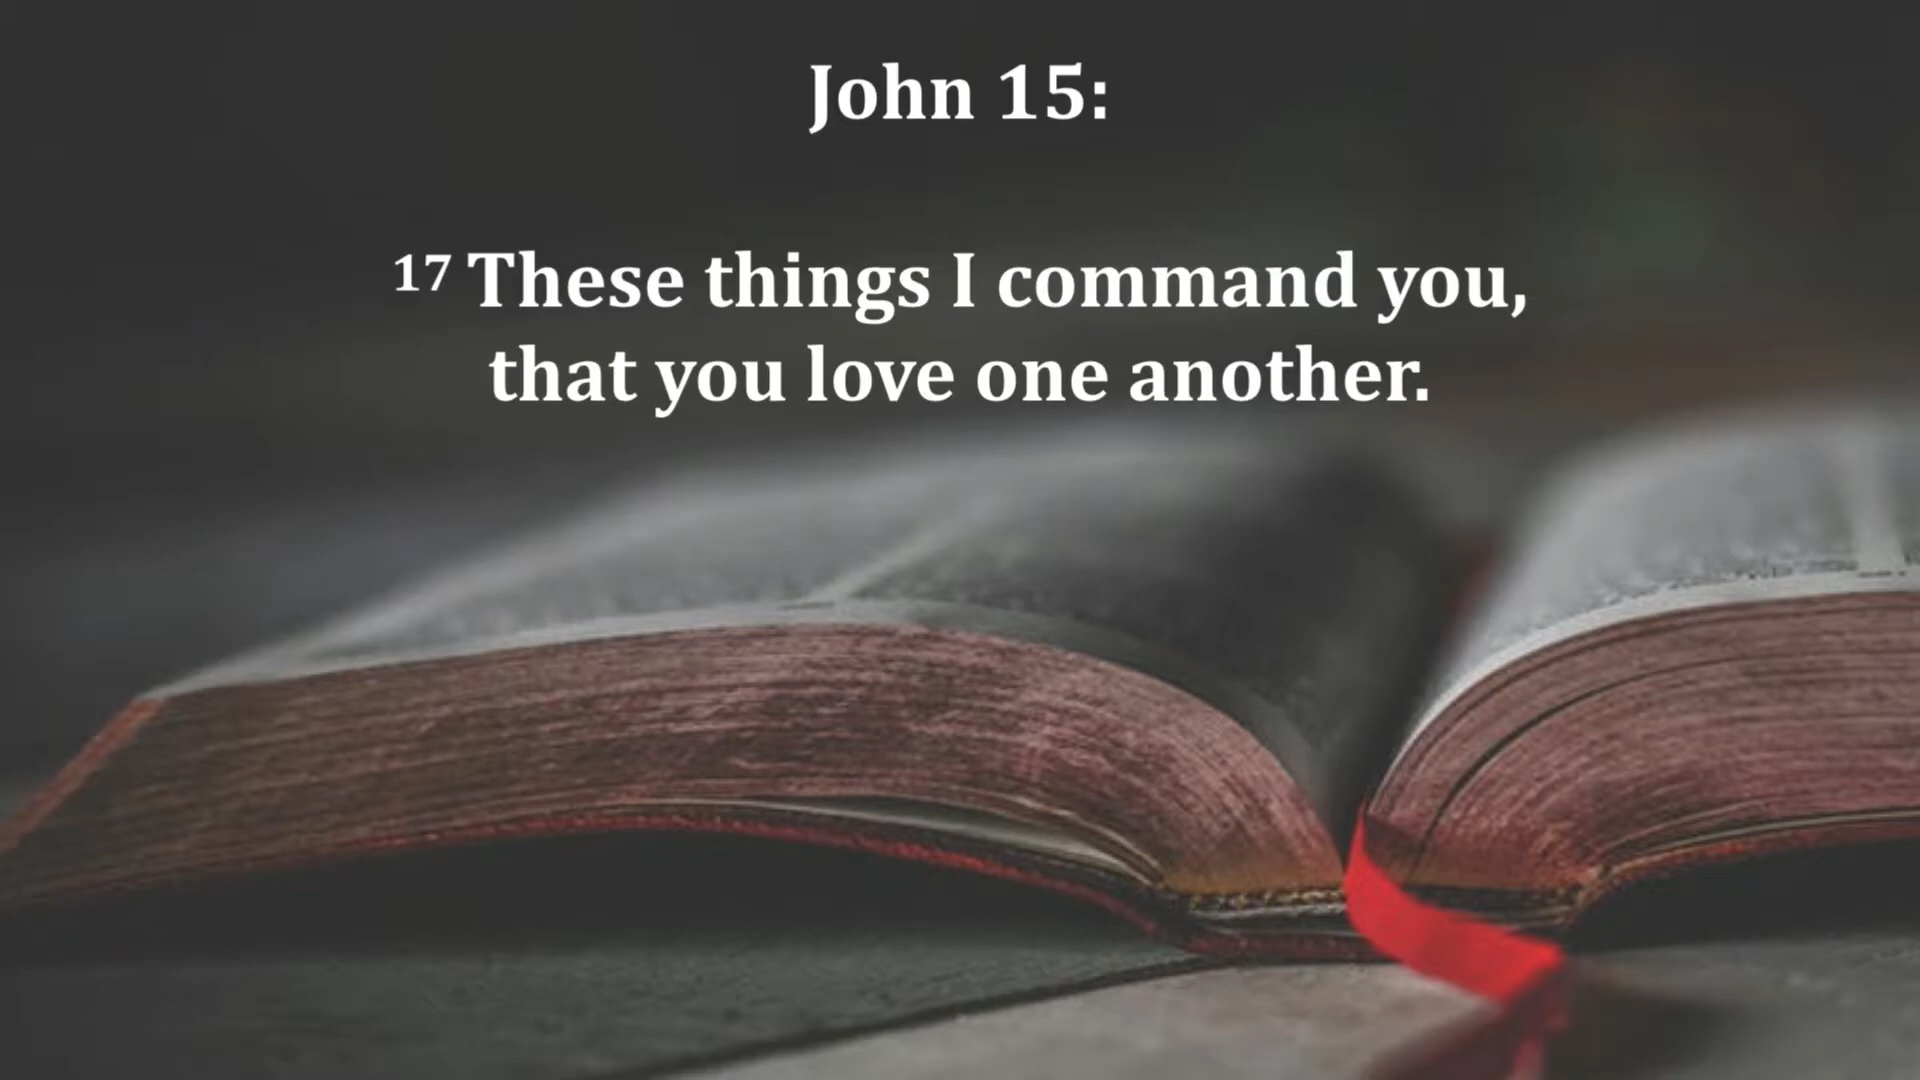 John 15:
17 These things I command you,
that you love one another.